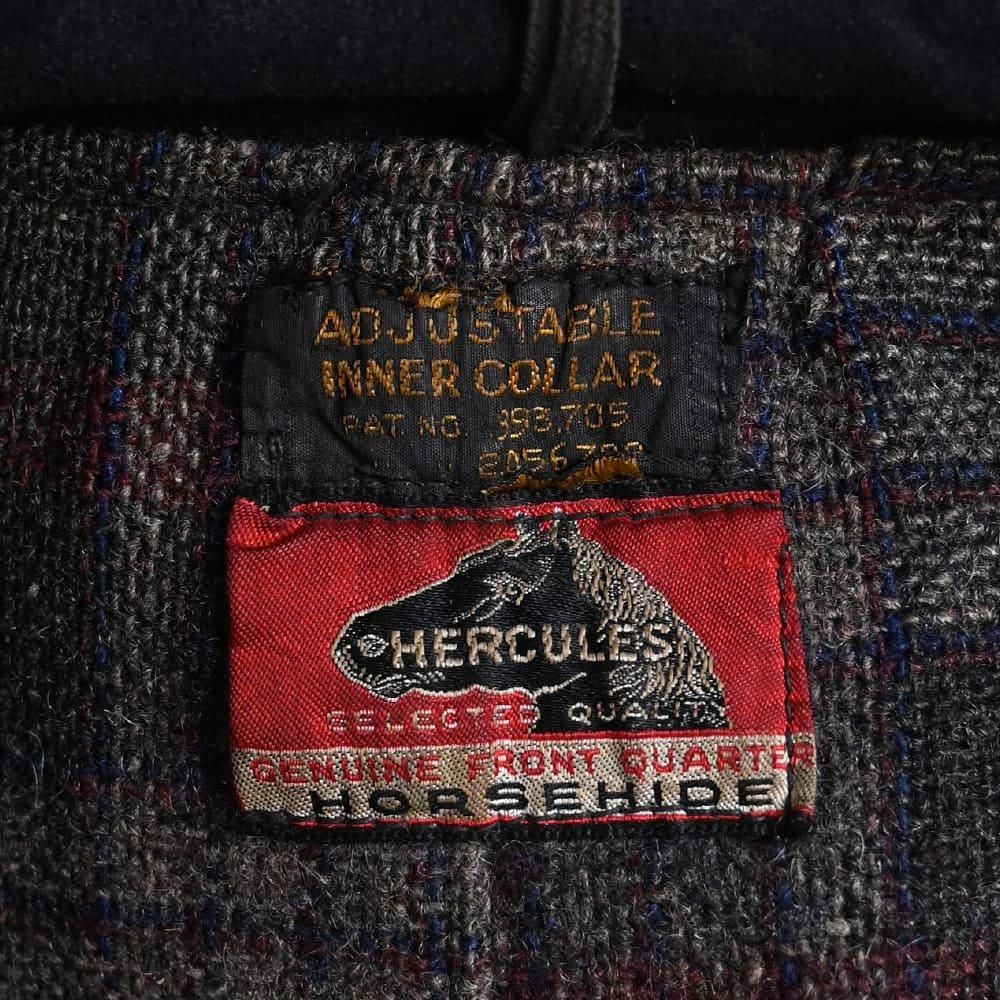 ADJUSTABLE
INNER COLLAR
PAT. NO.
HERCULES
SELECTED QUALITY
GENUINE FRONT QUARTER
HORSEHIDE